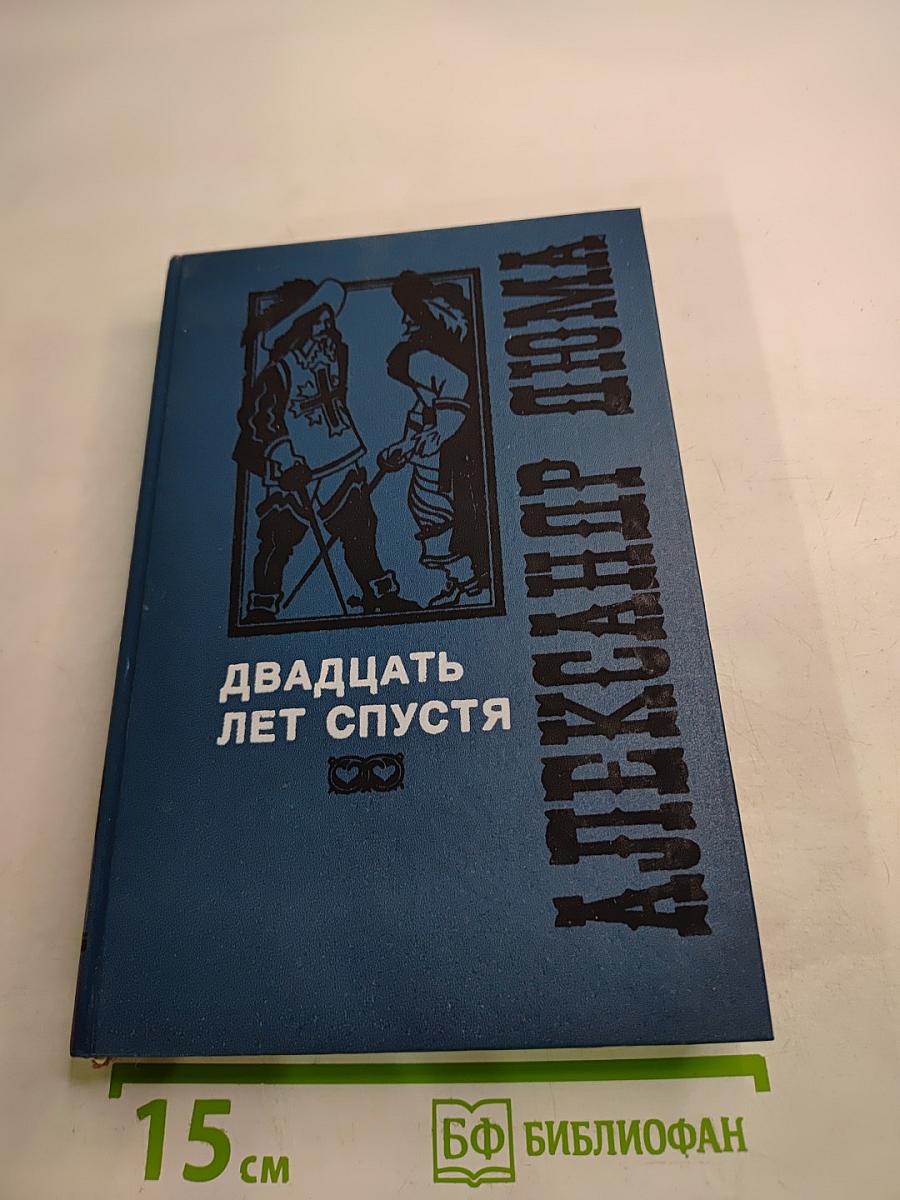 АЛЕКСАНДР ДЮМА
ДВАДЦАТЬ
ЛЕТ СПУСТЯ
15 см
БФ БИБЛИОФАН